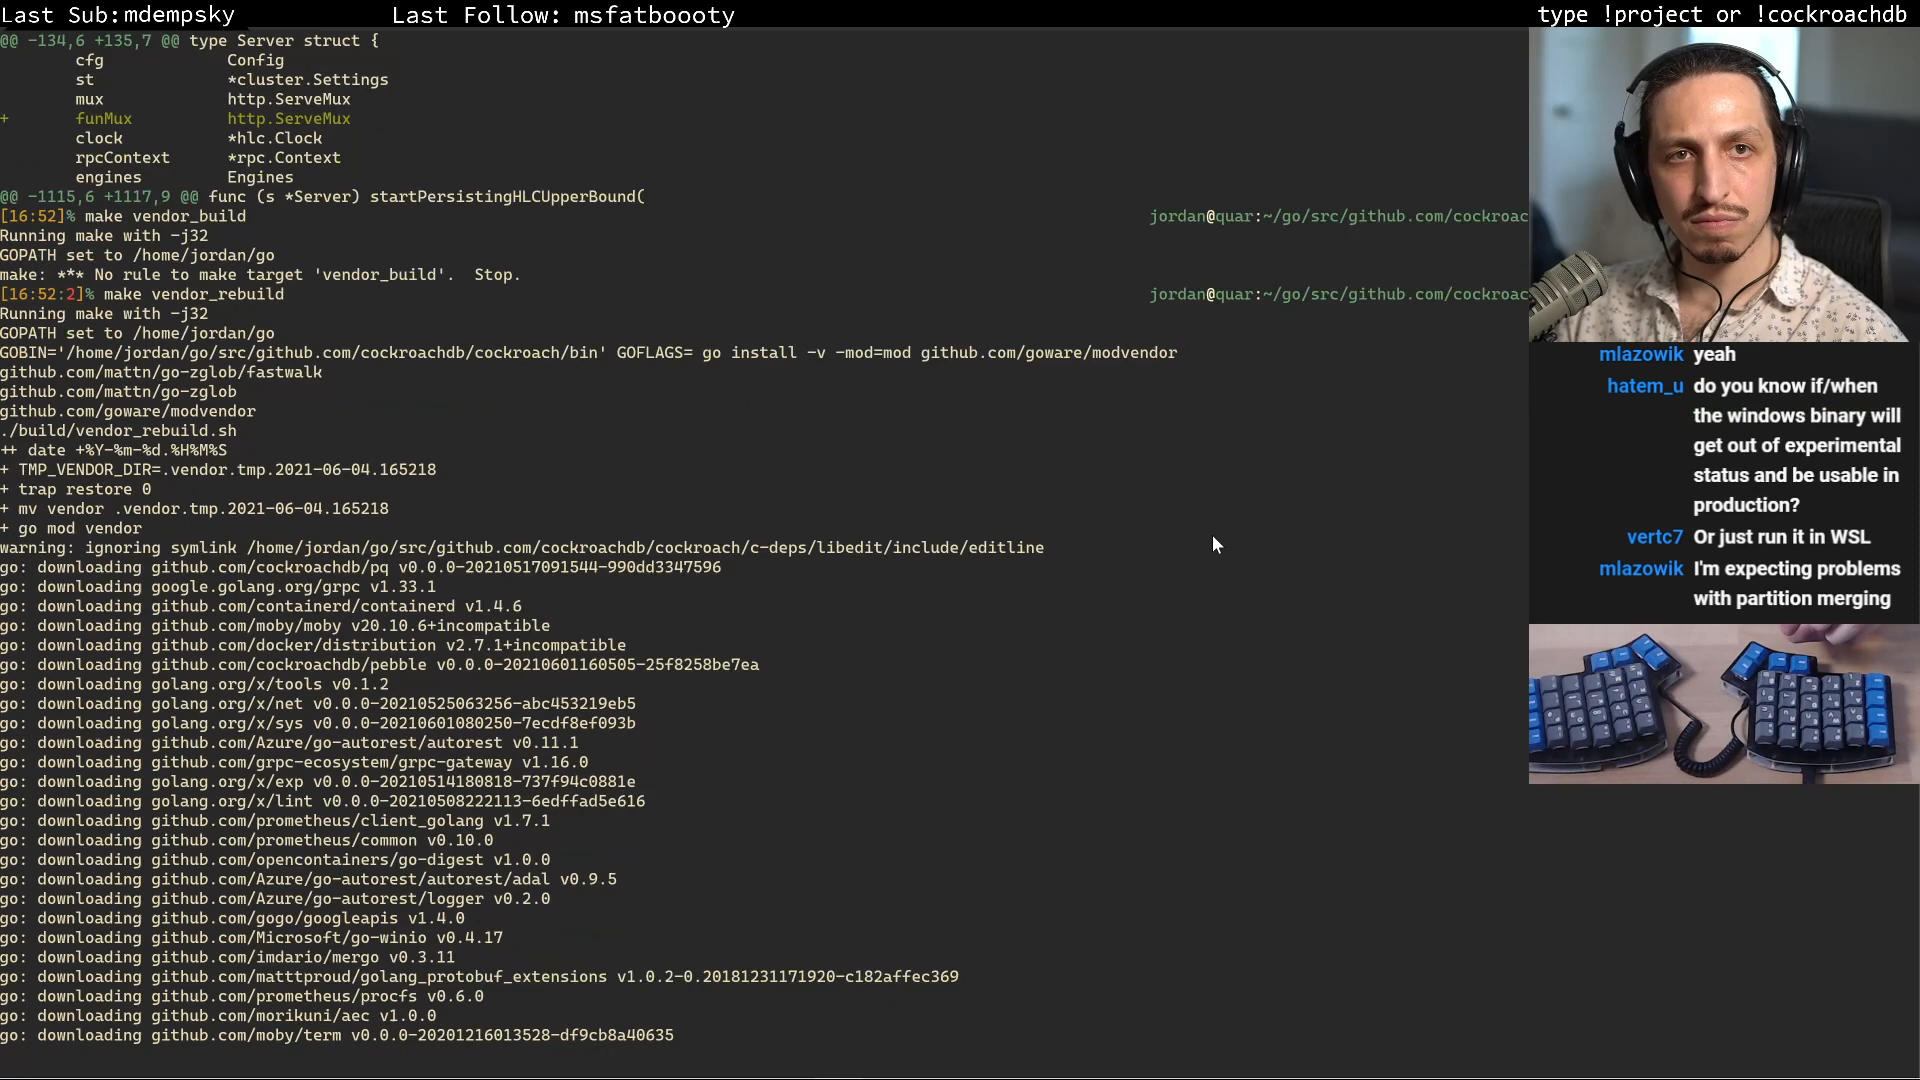 Last Sub:mdempsky
Last Follow: msfatboooty
type !project or !cockroachdb
@@ -134,6 +135,7 @@ type Server struct {
cfg Config
st *cluster.Settings
mux http.ServeMux
+ funMux http.ServeMux
clock *hlc.Clock
rpcContext *rpc.Context
engines Engines
@@ -1115,6 +1117,9 @@ func (s *Server) startPersistingHLCUpperBound(
[16:52]% make vendor_build jordan@quar:~/go/src/github.com/cockroac
Running make with -j32
GOPATH set to /home/jordan/go
make: *** No rule to make target 'vendor_build'.  Stop.
[16:52:2]% make vendor_rebuild jordan@quar:~/go/src/github.com/cockroac
Running make with -j32
GOPATH set to /home/jordan/go
GOBIN='/home/jordan/go/src/github.com/cockroachdb/cockroach/bin' GOFLAGS= go install -v -mod=mod github.com/goware/modvendor
github.com/mattn/go-zglob/fastwalk
github.com/mattn/go-zglob
github.com/goware/modvendor
./build/vendor_rebuild.sh
++ date +%Y-%m-%d.%H%M%S
+ TMP_VENDOR_DIR=.vendor.tmp.2021-06-04.165218
+ trap restore 0
+ mv vendor .vendor.tmp.2021-06-04.165218
+ go mod vendor
warning: ignoring symlink /home/jordan/go/src/github.com/cockroachdb/cockroach/c-deps/libedit/include/editline
go: downloading github.com/cockroachdb/pq v0.0.0-20210517091544-990dd3347596
go: downloading google.golang.org/grpc v1.33.1
go: downloading github.com/containerd/containerd v1.4.6
go: downloading github.com/moby/moby v20.10.6+incompatible
go: downloading github.com/docker/distribution v2.7.1+incompatible
go: downloading github.com/cockroachdb/pebble v0.0.0-20210601160505-25f8258be7ea
go: downloading golang.org/x/tools v0.1.2
go: downloading golang.org/x/net v0.0.0-20210525063256-abc453219eb5
go: downloading golang.org/x/sys v0.0.0-20210601080250-7ecdf8ef093b
go: downloading github.com/Azure/go-autorest/autorest v0.11.1
go: downloading github.com/grpc-ecosystem/grpc-gateway v1.16.0
go: downloading golang.org/x/exp v0.0.0-20210514180818-737f94c0881e
go: downloading golang.org/x/lint v0.0.0-20210508222113-6edffad5e616
go: downloading github.com/prometheus/client_golang v1.7.1
go: downloading github.com/prometheus/common v0.10.0
go: downloading github.com/opencontainers/go-digest v1.0.0
go: downloading github.com/Azure/go-autorest/autorest/adal v0.9.5
go: downloading github.com/Azure/go-autorest/logger v0.2.0
go: downloading github.com/gogo/googleapis v1.4.0
go: downloading github.com/Microsoft/go-winio v0.4.17
go: downloading github.com/imdario/mergo v0.3.11
go: downloading github.com/matttproud/golang_protobuf_extensions v1.0.2-0.20181231171920-c182affec369
go: downloading github.com/prometheus/procfs v0.6.0
go: downloading github.com/morikuni/aec v1.0.0
go: downloading github.com/moby/term v0.0.0-20201216013528-df9cb8a40635
mlazowik yeah
hatem_u do you know if/when
the windows binary will
get out of experimental
status and be usable in
production?
vertc7 Or just run it in WSL
mlazowik I'm expecting problems
with partition merging